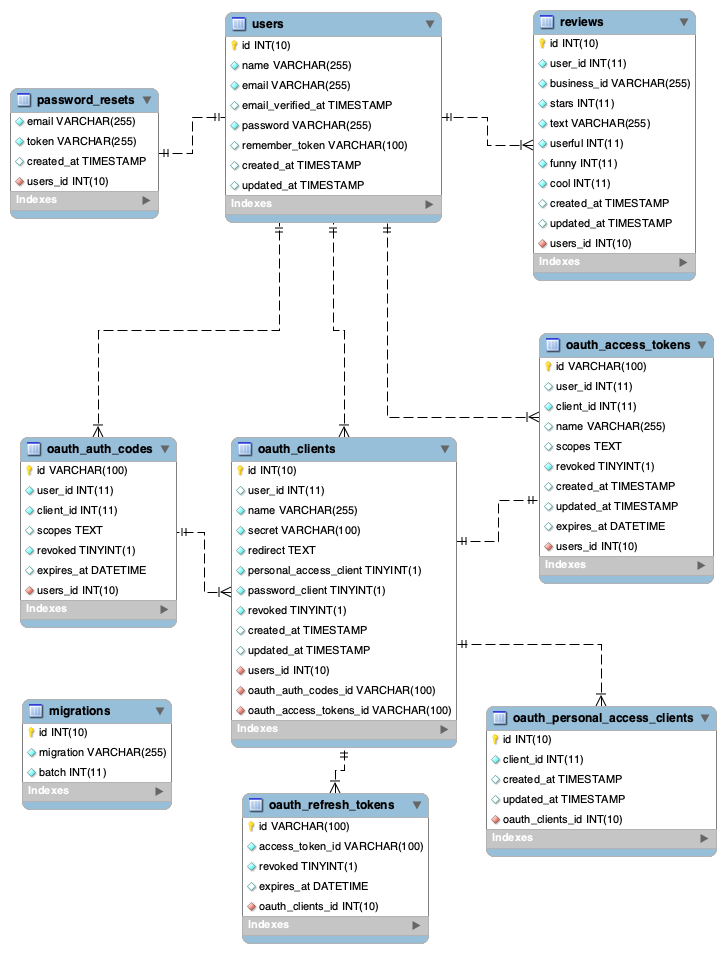 users
id INT(10)
name VARCHAR(255)
email VARCHAR(255)
email_verified_at TIMESTAMP
password VARCHAR(255)
remember_token VARCHAR(100)
created_at TIMESTAMP
updated_at TIMESTAMP
Indexes
reviews
id INT(10)
user_id INT(11)
business_id VARCHAR(255)
stars INT(11)
text VARCHAR(255)
userful INT(11)
funny INT(11)
cool INT(11)
created_at TIMESTAMP
updated_at TIMESTAMP
users_id INT(10)
Indexes
password_resets
email VARCHAR(255)
token VARCHAR(255)
created_at TIMESTAMP
users_id INT(10)
Indexes
oauth_access_tokens
id VARCHAR(100)
user_id INT(11)
client_id INT(11)
name VARCHAR(255)
scopes TEXT
revoked TINYINT(1)
created_at TIMESTAMP
updated_at TIMESTAMP
expires_at DATETIME
users_id INT(10)
Indexes
oauth_auth_codes
id VARCHAR(100)
user_id INT(11)
client_id INT(11)
scopes TEXT
revoked TINYINT(1)
expires_at DATETIME
users_id INT(10)
Indexes
oauth_clients
id INT(10)
user_id INT(11)
name VARCHAR(255)
secret VARCHAR(100)
redirect TEXT
personal_access_client TINYINT(1)
password_client TINYINT(1)
revoked TINYINT(1)
created_at TIMESTAMP
updated_at TIMESTAMP
users_id INT(10)
oauth_auth_codes_id VARCHAR(100)
oauth_access_tokens_id VARCHAR(100)
Indexes
migrations
id INT(10)
migration VARCHAR(255)
batch INT(11)
Indexes
oauth_personal_access_clients
id INT(10)
client_id INT(11)
created_at TIMESTAMP
updated_at TIMESTAMP
oauth_clients_id INT(10)
Indexes
oauth_refresh_tokens
id VARCHAR(100)
access_token_id VARCHAR(100)
revoked TINYINT(1)
expires_at DATETIME
oauth_clients_id INT(10)
Indexes